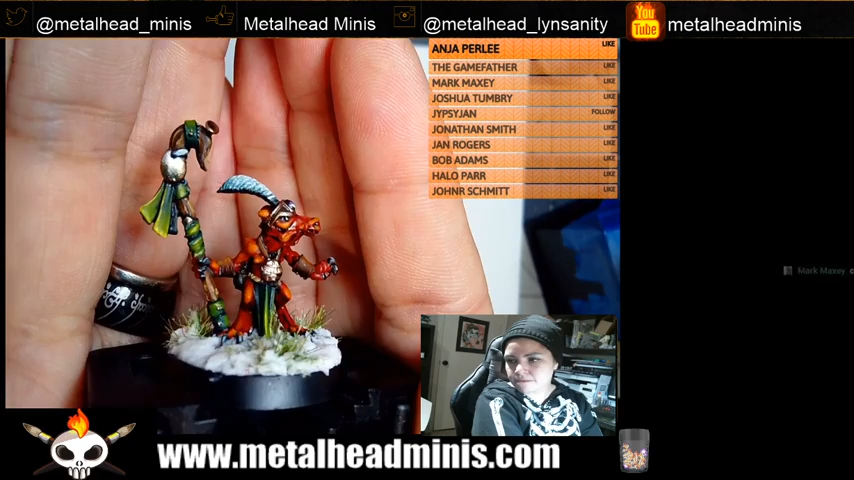 @metalhead_minis
Metalhead Minis
@metalhead_lynsanity
You
Tube
metalheadminis
ANJA PERLEE LIKE
THE GAMEFATHER LIKE
MARK MAXEY LIKE
JOSHUA TUMBRY LIKE
JYPSYJAN FOLLOW
JONATHAN SMITH LIKE
JAN ROGERS LIKE
BOB ADAMS LIKE
HALO PARR LIKE
JOHNR SCHMITT LIKE
Mark Maxey
www.metalheadminis.com